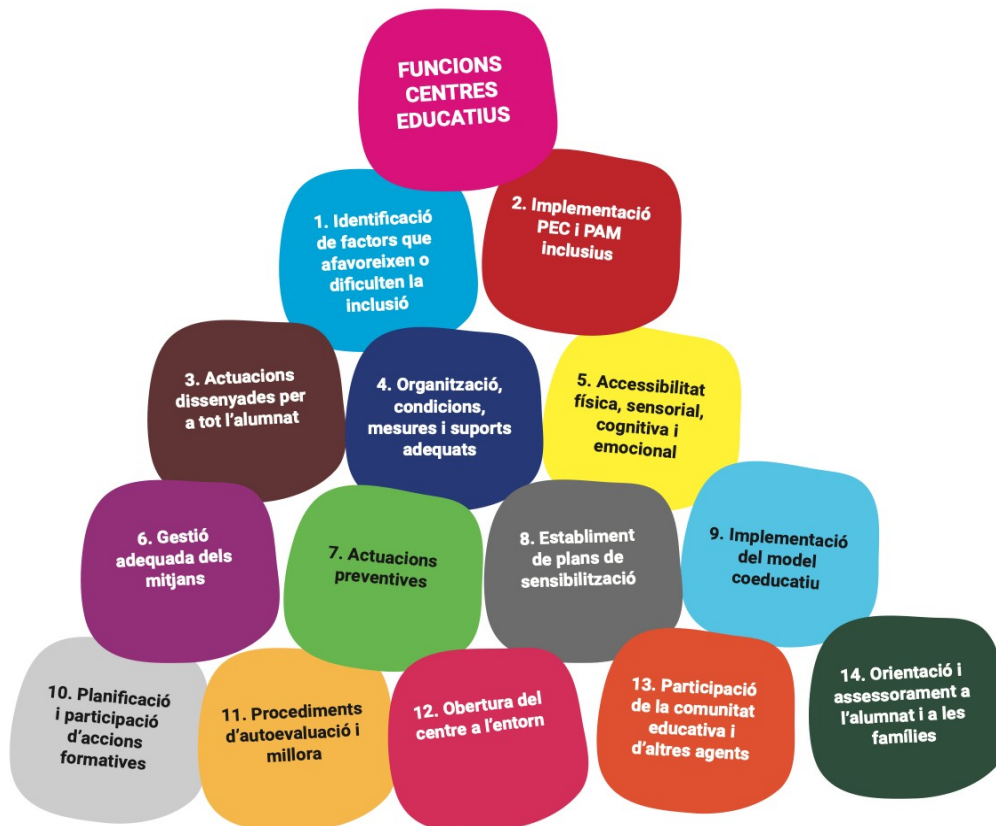 FUNCIONS
CENTRES
EDUCATIUS
1. Identificació
de factors que
afavoreixen o
dificulten la
inclusió
2. Implementació
PEC i PAM
inclusius
3. Actuacions
dissenyades per
a tot l'alumnat
4. Organització,
condicions,
mesures i suports
adequats
5. Accessibilitat
física, sensorial,
cognitiva i
emocional
6. Gestió
adequada dels
mitjans
7. Actuacions
preventives
8. Establiment
de plans de
sensibilització
9. Implementació
del model
coeducatiu
10. Planificació
i participació
d'accions
formatives
11. Procediments
d'autoevaluació i
millora
12. Obertura del
centre a l'entorn
13. Participació
de la comunitat
educativa i
d'altres agents
14. Orientació i
assessorament a
l'alumnat i a les
famílies